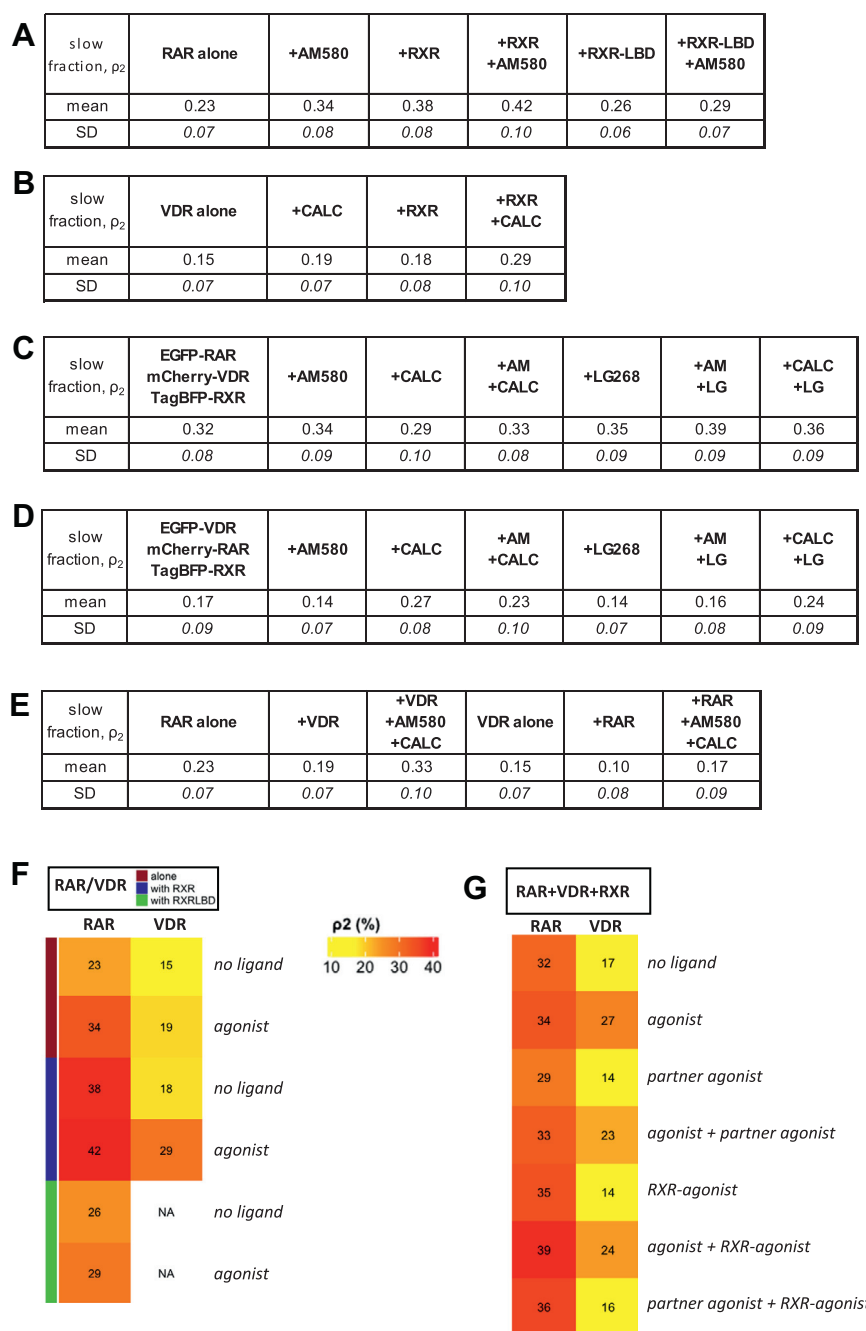 A
slow fraction, ρ2 RAR alone +AM580 +RXR +RXR +AM580 +RXR-LBD +RXR-LBD +AM580
mean 0.23 0.34 0.38 0.42 0.26 0.29
SD 0.07 0.08 0.08 0.10 0.06 0.07
B
slow fraction, ρ2 VDR alone +CALC +RXR +RXR +CALC
mean 0.15 0.19 0.18 0.29
SD 0.07 0.07 0.08 0.10
C
slow fraction, ρ2 EGFP-RAR mCherry-VDR TagBFP-RXR +AM580 +CALC +AM +CALC +LG268 +AM +LG +CALC +LG
mean 0.32 0.34 0.29 0.33 0.35 0.39 0.36
SD 0.08 0.09 0.10 0.08 0.09 0.09 0.09
D
slow fraction, ρ2 EGFP-VDR mCherry-RAR TagBFP-RXR +AM580 +CALC +AM +CALC +LG268 +AM +LG +CALC +LG
mean 0.17 0.14 0.27 0.23 0.14 0.16 0.24
SD 0.09 0.07 0.08 0.10 0.07 0.08 0.09
E
slow fraction, ρ2 RAR alone +VDR +VDR +AM580 +CALC VDR alone +RAR +RAR +AM580 +CALC
mean 0.23 0.19 0.33 0.15 0.10 0.17
SD 0.07 0.07 0.10 0.07 0.08 0.09
F
RAR/VDR
alone
with RXR
with RXRLBD
RAR VDR
23 15 no ligand
34 19 agonist
38 18 no ligand
42 29 agonist
26 NA no ligand
29 NA agonist
ρ2 (%)
10 20 30 40
G
RAR+VDR+RXR
RAR VDR
32 17 no ligand
34 27 agonist
29 14 partner agonist
33 23 agonist + partner agonist
35 14 RXR-agonist
39 24 agonist + RXR-agonist
36 16 partner agonist + RXR-agonist